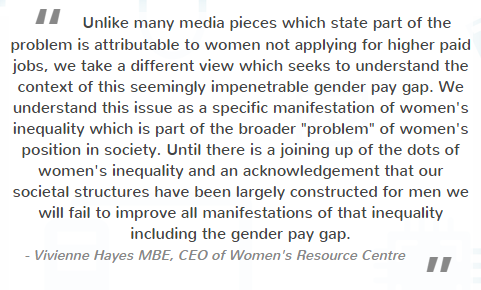 " Unlike many media pieces which state part of the
problem is attributable to women not applying for higher paid
jobs, we take a different view which seeks to understand the
context of this seemingly impenetrable gender pay gap. We
understand this issue as a specific manifestation of women's
inequality which is part of the broader "problem" of women's
position in society. Until there is a joining up of the dots of
women's inequality and an acknowledgement that our
societal structures have been largely constructed for men we
will fail to improve all manifestations of that inequality
including the gender pay gap.
- Vivienne Hayes MBE, CEO of Women's Resource Centre "